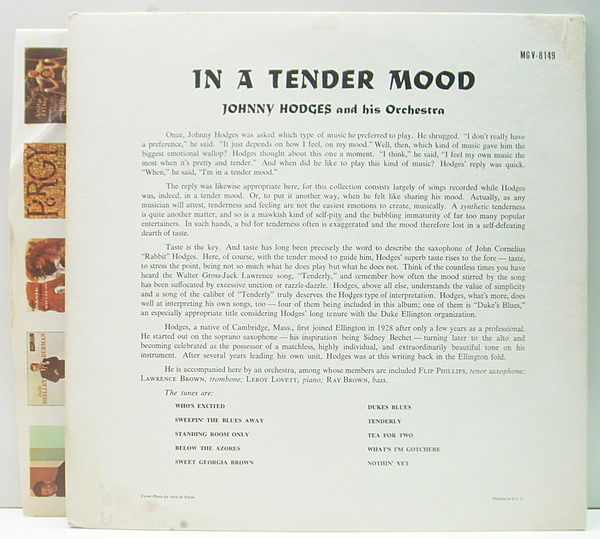 MGV-8149
IN A TENDER MOOD
JOHNNY HODGES and his Orchestra
Once, Johnny Hodges was asked which type of music he preferred to play. He shrugged. "I don't really have
a preference," he said. "It just depends on how I feel, on my mood." Well, then, which kind of music gave him the
biggest emotional wallop? Hodges thought about this one a moment. "I think," he said, "I feel my own music the
most when it's pretty and tender." And when did he like to play this kind of music? Hodges' reply was quick.
"When," he said, "I'm in a tender mood."
The reply was likewise appropriate here, for this collection consists largely of songs recorded while Hodges
was, indeed, in a tender mood. Or, to put it another way, when he felt like sharing his mood. Actually, as any
musician will attest, tenderness and feeling are not the easiest emotions to create, musically. A synthetic tenderness
is quite another matter, and so is a mawkish kind of self-pity and the bubbling immaturity of far too many popular
entertainers. In such hands, a bid for tenderness often is exaggerated and the mood therefore lost in a self-defeating
dearth of taste.
Taste is the key. And taste has long been precisely the word to describe the saxophone of John Cornelius
"Rabbit" Hodges. Here, of course, with the tender mood to guide him, Hodges' superb taste rises to the fore — taste,
to stress the point, being not so much what he does play but what he does not. Think of the countless times you have
heard the Walter Gross-Jack Lawrence song, "Tenderly," and remember how often the mood stirred by the song
has been suffocated by excessive unction or razzle-dazzle. Hodges, above all else, understands the value of simplicity
and a song of the caliber of "Tenderly" truly deserves the Hodges type of interpretation. Hodges, what's more, does
well at interpreting his own songs, too — four of them being included in this album; one of them is "Duke's Blues,"
an especially appropriate title considering Hodges' long tenure with the Duke Ellington organization.
Hodges, a native of Cambridge, Mass., first joined Ellington in 1928 after only a few years as a professional.
He started out on the soprano saxophone — his inspiration being Sidney Bechet — turning later to the alto and
becoming celebrated as the possessor of a matchless, highly individual, and extraordinarily beautiful tone on his
instrument. After several years leading his own unit, Hodges was at this writing back in the Ellington fold.
He is accompanied here by an orchestra, among whose members are included FLIP PHILLIPS, tenor saxophone;
LAWRENCE BROWN, trombone; LEROY LOVETT, piano; RAY BROWN, bass.
The tunes are:
WHO'S EXCITED
SWEEPIN' THE BLUES AWAY
STANDING ROOM ONLY
BELOW THE AZORES
SWEET GEORGIA BROWN
DUKES BLUES
TENDERLY
TEA FOR TWO
WHAT'S I'M GOTCHERE
NOTHIN' YET
Cover Photo by Alex de Paola
PORGY
HERMAN